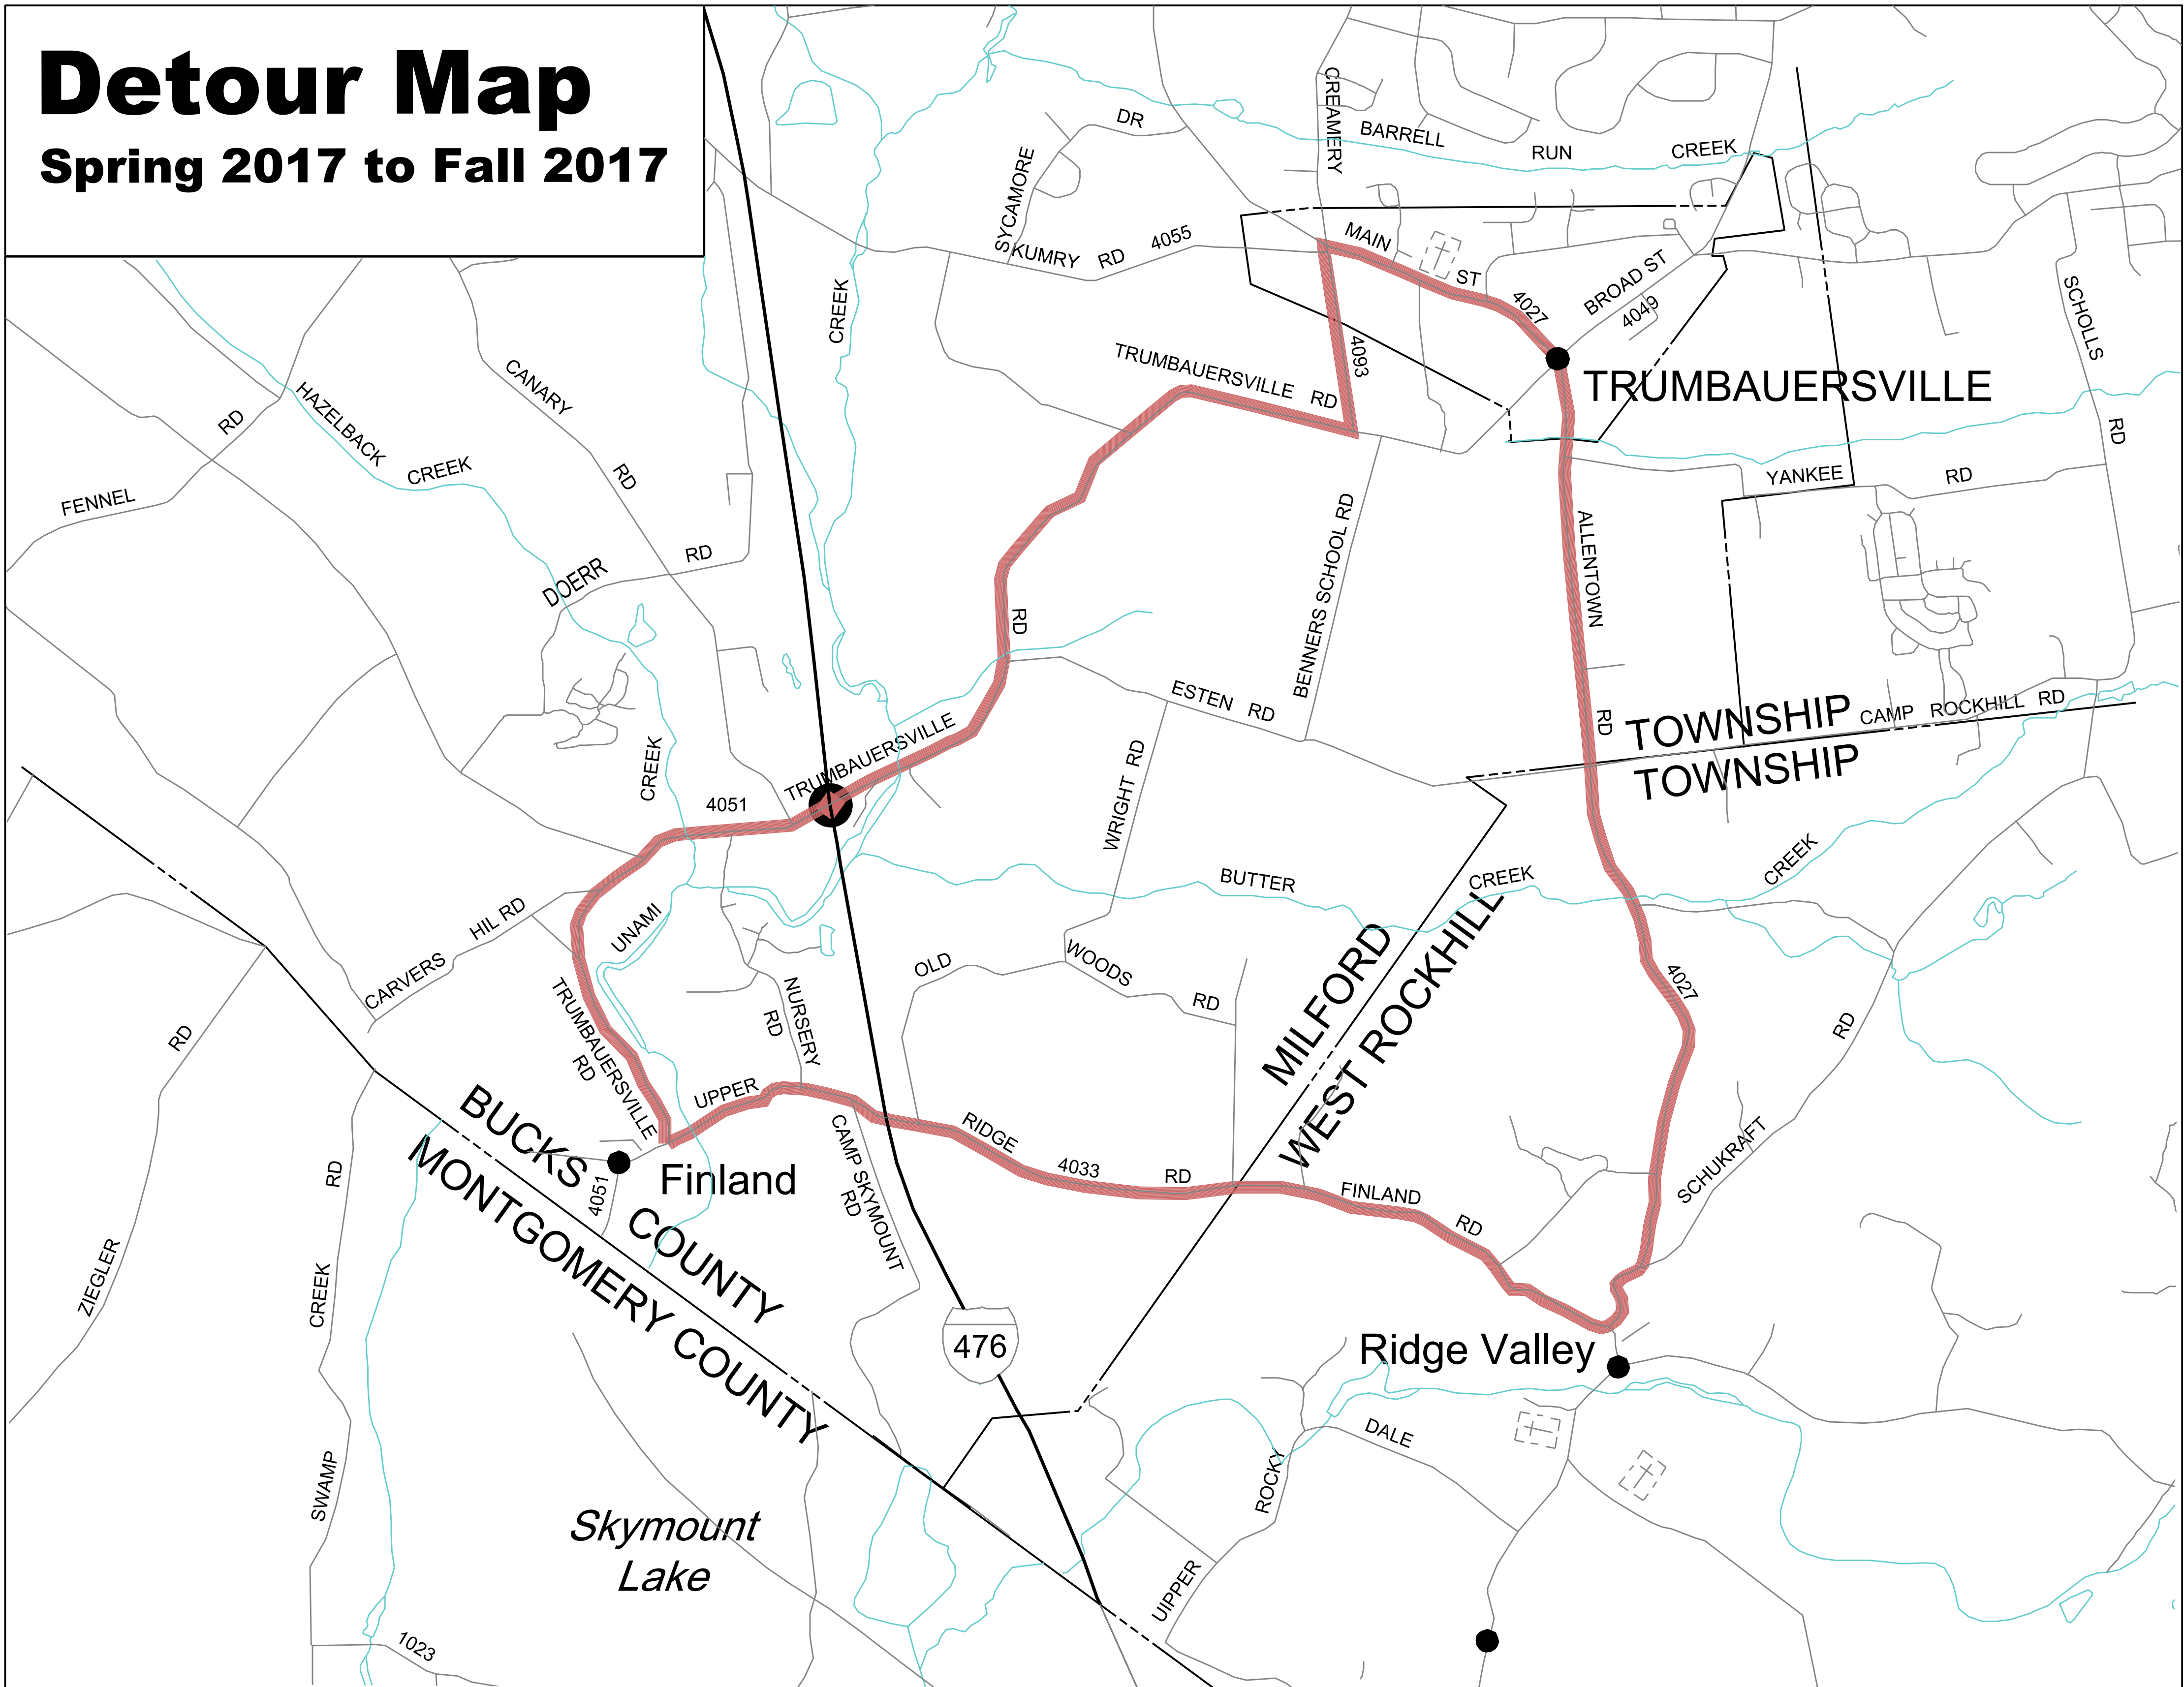 Detour Map
Spring 2017 to Fall 2017
CREAMERY
DR
BARRELL
RUN
CREEK
SYCAMORE
SKUMRY RD 4055
MAIN
ST
4027
BROAD ST
4049
SCHOLLS
RD
CREEK
TRUMBAUERSVILLE RD
4093
TRUMBAUERSVILLE
CANARY
RD
HAZELBACK
CREEK
RD
FENNEL
YANKEE
RD
BENNERS SCHOOL RD
ALLENTOWN
RD
DOERR
RD
RD
ESTEN RD
TOWNSHIP
TOWNSHIP
CAMP ROCKHILL RD
CREEK
TRUMBAUERSVILLE
4051
WRIGHT RD
BUTTER
CREEK
CREEK
CARVERS
HIL RD
UNAMI
OLD
WOODS
RD
MILFORD
WEST ROCKHILL
4027
NURSERY
RD
TRUMBAUERSVILLE
RD
RD
RD
UPPER
RIDGE
4033
RD
FINLAND
RD
SCHUKRAFT
CAMP SKYMOUNT
RD
BUCKS
COUNTY
MONTGOMERY COUNTY
4051
Finland
RD
CREEK
SWAMP
ZIEGLER
476
Ridge Valley
DALE
ROCKY
UIPPER
Skymount
Lake
1023